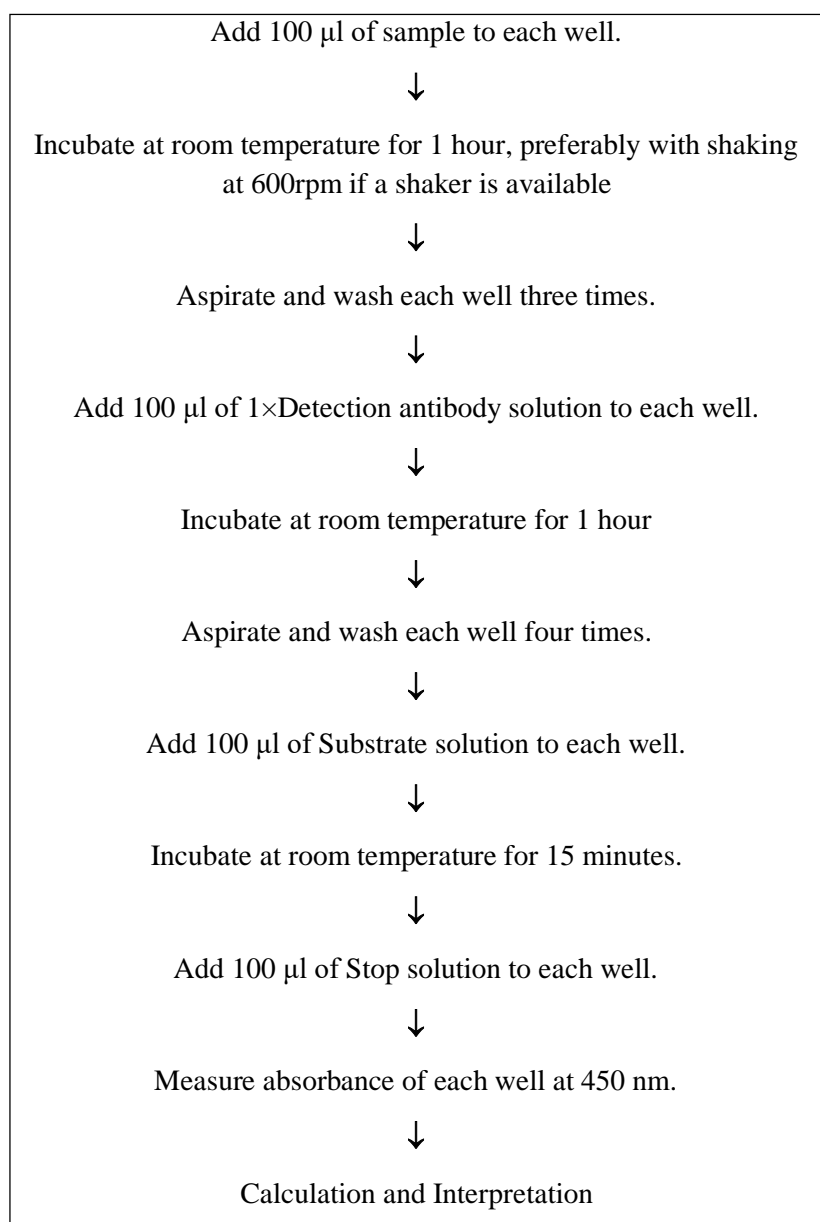 Add 100 μl of sample to each well.
↓
Incubate at room temperature for 1 hour, preferably with shaking
at 600rpm if a shaker is available
↓
Aspirate and wash each well three times.
↓
Add 100 μl of 1×Detection antibody solution to each well.
↓
Incubate at room temperature for 1 hour
↓
Aspirate and wash each well four times.
↓
Add 100 μl of Substrate solution to each well.
↓
Incubate at room temperature for 15 minutes.
↓
Add 100 μl of Stop solution to each well.
↓
Measure absorbance of each well at 450 nm.
↓
Calculation and Interpretation